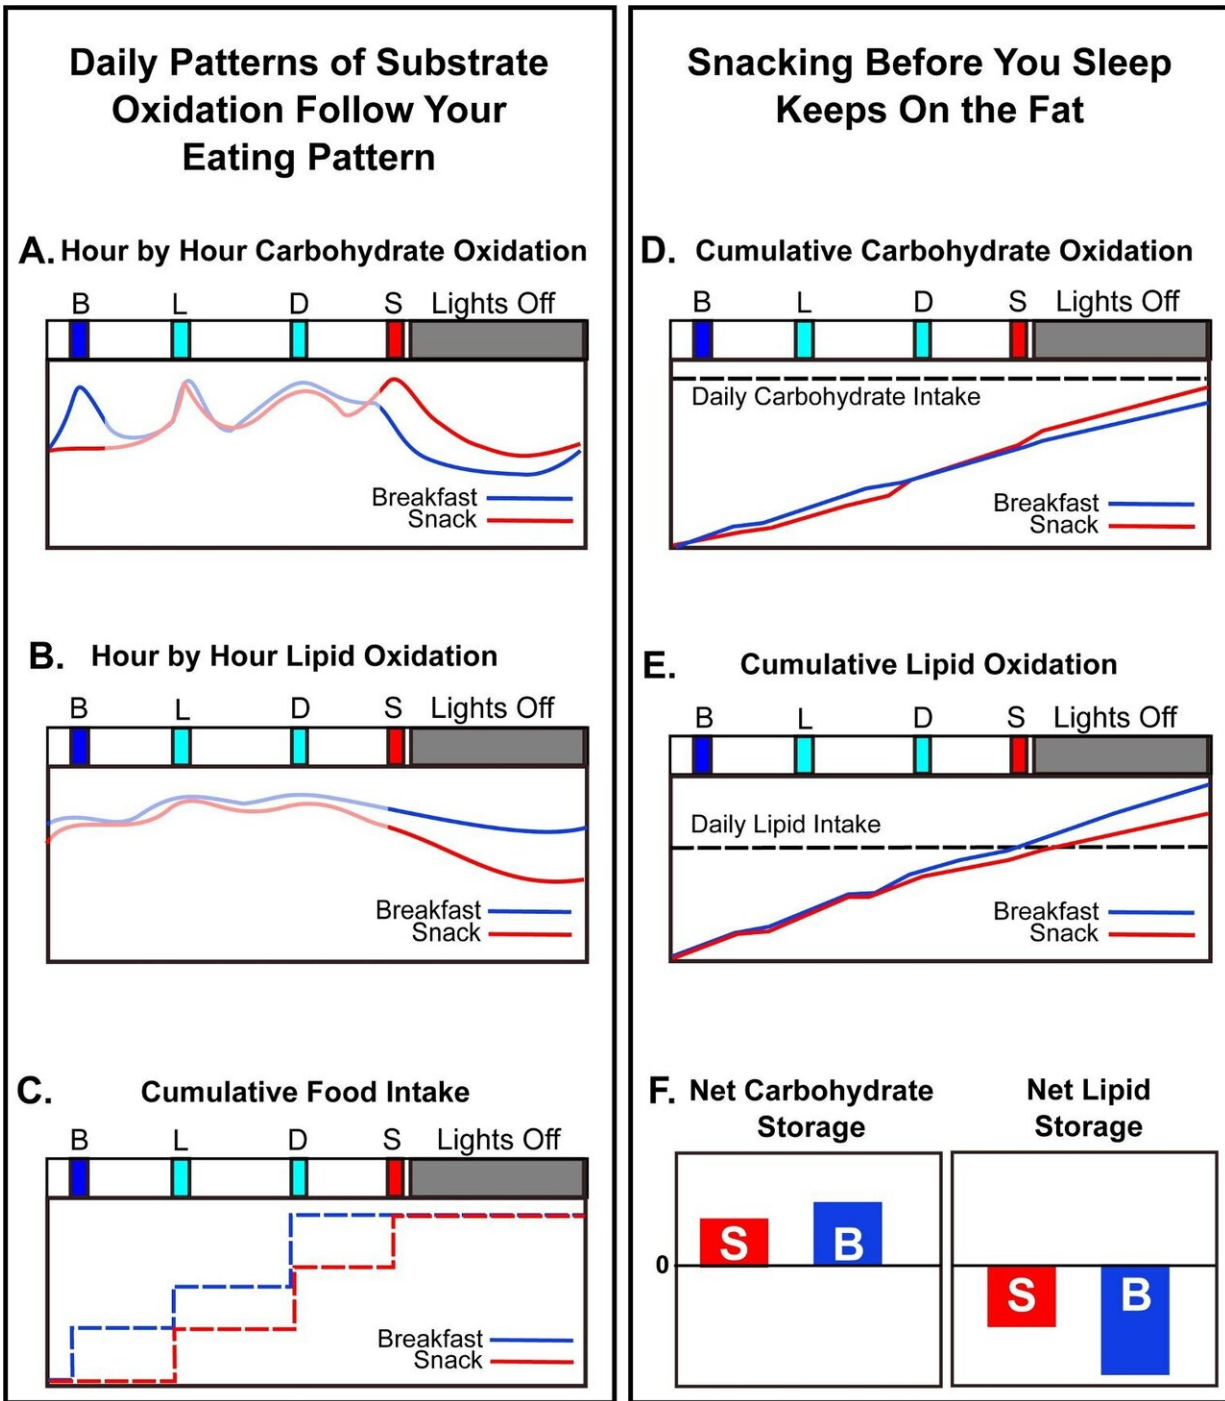 Daily Patterns of Substrate
Oxidation Follow Your
Eating Pattern
A. Hour by Hour Carbohydrate Oxidation
B L D S Lights Off
Breakfast
Snack
B. Hour by Hour Lipid Oxidation
B L D S Lights Off
Breakfast
Snack
C. Cumulative Food Intake
B L D S Lights Off
Breakfast
Snack
Snacking Before You Sleep
Keeps On the Fat
D. Cumulative Carbohydrate Oxidation
B L D S Lights Off
Daily Carbohydrate Intake
Breakfast
Snack
E. Cumulative Lipid Oxidation
B L D S Lights Off
Daily Lipid Intake
Breakfast
Snack
F. Net Carbohydrate
Storage
S B
0
Net Lipid
Storage
S B